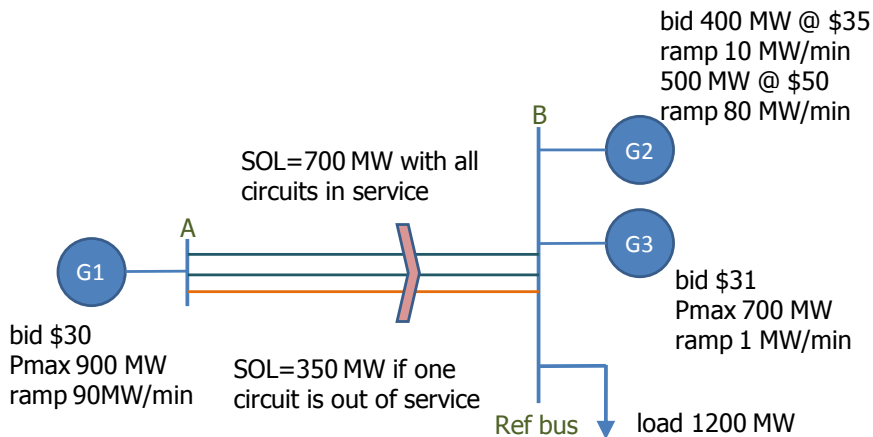 bid 400 MW @ $35
ramp 10 MW/min
500 MW @ $50
ramp 80 MW/min
B
G2
SOL=700 MW with all
circuits in service
A
G1
G3
bid $31
Pmax 700 MW
ramp 1 MW/min
bid $30
Pmax 900 MW
ramp 90MW/min
SOL=350 MW if one
circuit is out of service
Ref bus
load 1200 MW